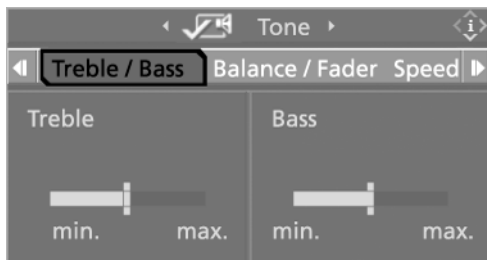 Tone
i
Treble / Bass Balance / Fader Speed
Treble Bass
min. max. min. max.